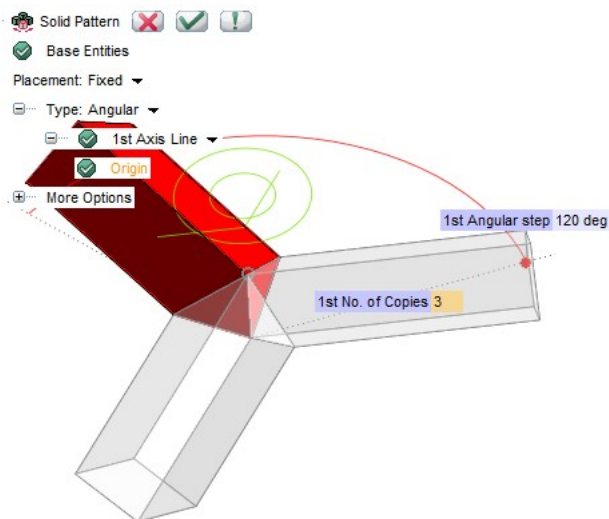 Solid Pattern
Base Entities
Placement: Fixed
Type: Angular
1st Axis Line
Origin
More Options
1st Angular step 120 deg
1st No. of Copies 3